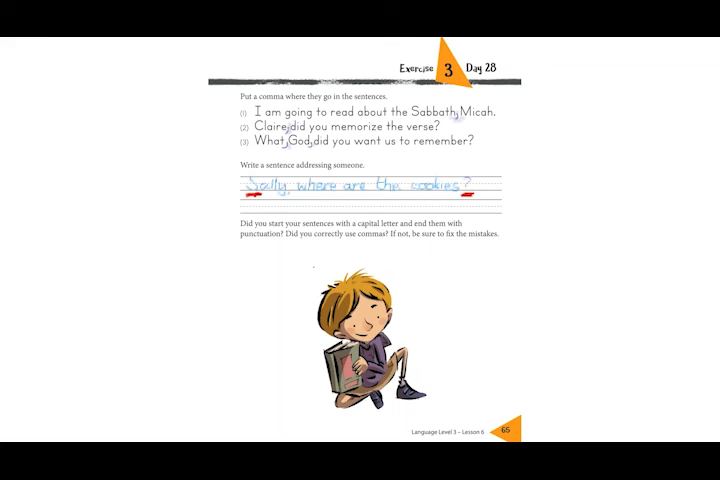 Exercise 3 Day 28
Put a comma where they go in the sentences.
(1) I am going to read about the Sabbath, Micah.
(2) Claire, did you memorize the verse?
(3) What, God, did you want us to remember?
Write a sentence addressing someone.
Sally, where are the cookies?
Did you start your sentences with a capital letter and end them with
punctuation? Did you correctly use commas? If not, be sure to fix the mistakes.
Language Level 3 – Lesson 6 65